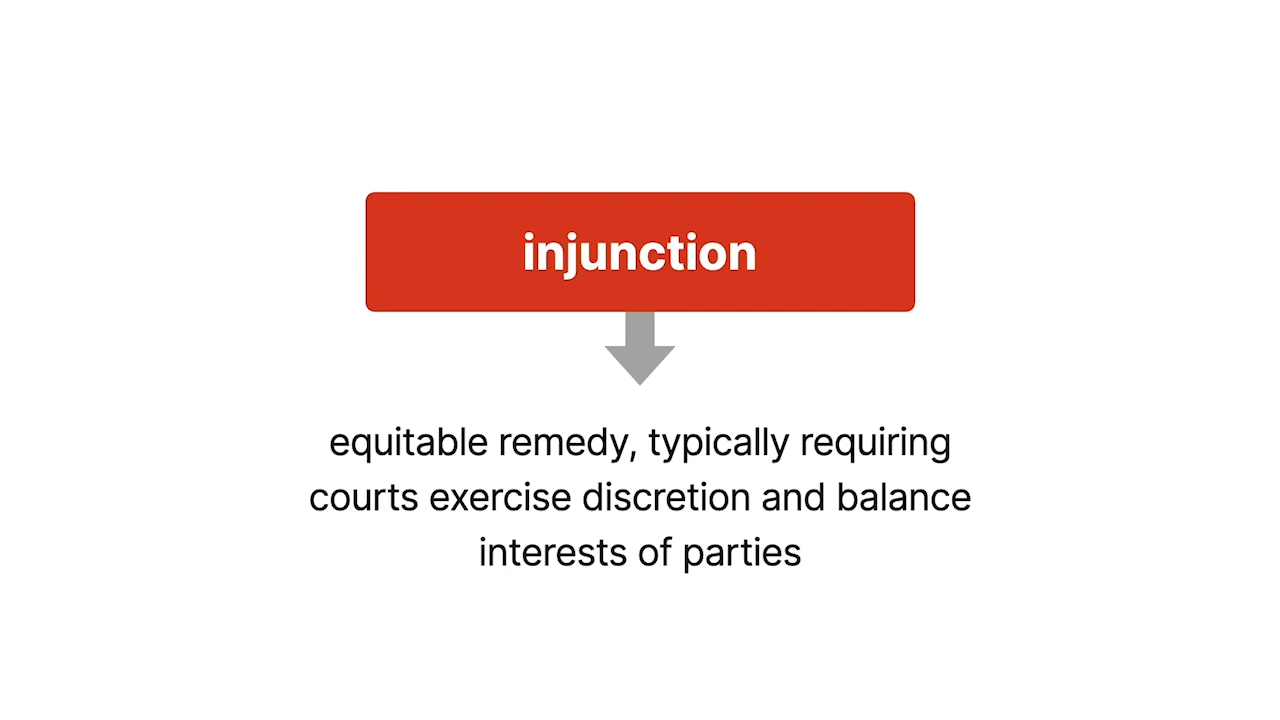 injunction
equitable remedy, typically requiring
courts exercise discretion and balance
interests of parties